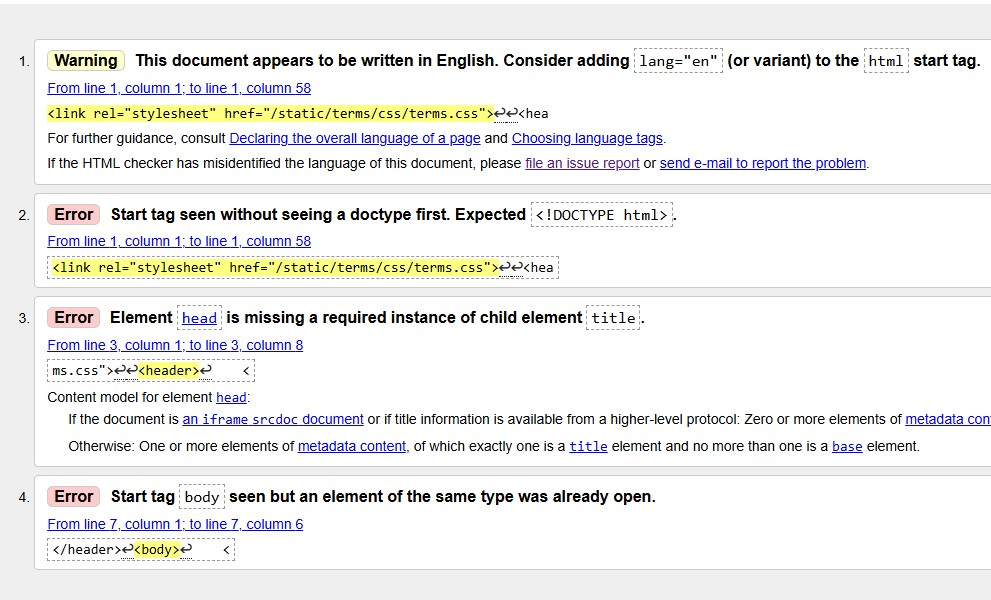 1. Warning This document appears to be written in English. Consider adding lang="en" (or variant) to the html start tag.
From line 1, column 1; to line 1, column 58
<link rel="stylesheet" href="/static/terms/css/terms.css">↩↩<hea
For further guidance, consult Declaring the overall language of a page and Choosing language tags.
If the HTML checker has misidentified the language of this document, please file an issue report or send e-mail to report the problem.
2. Error Start tag seen without seeing a doctype first. Expected <!DOCTYPE html>.
From line 1, column 1; to line 1, column 58
<link rel="stylesheet" href="/static/terms/css/terms.css">↩↩<hea
3. Error Element head is missing a required instance of child element title.
From line 3, column 1; to line 3, column 8
ms.css">↩↩<header>↩    <
Content model for element head:
If the document is an iframe srcdoc document or if title information is available from a higher-level protocol: Zero or more elements of metadata con
Otherwise: One or more elements of metadata content, of which exactly one is a title element and no more than one is a base element.
4. Error Start tag body seen but an element of the same type was already open.
From line 7, column 1; to line 7, column 6
</header>↩<body>↩    <